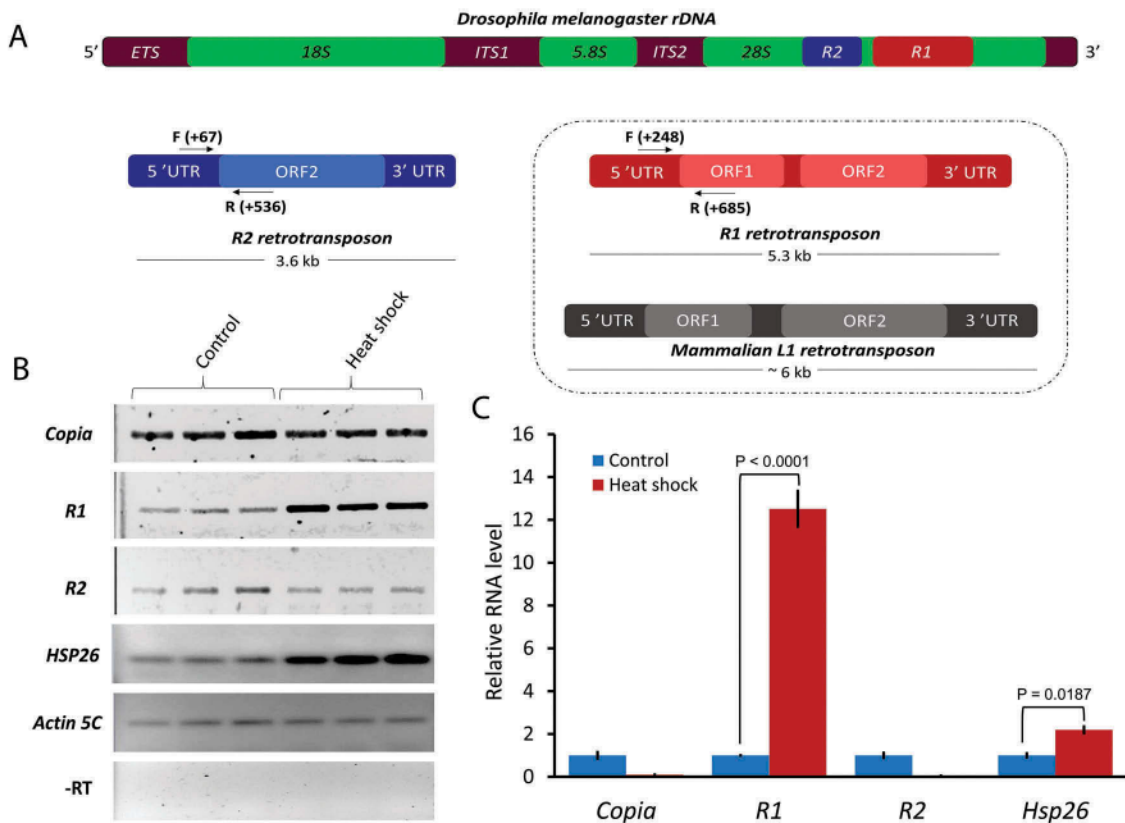 A
Drosophila melanogaster rDNA
5’ ETS 18S ITS1 5.8S ITS2 28S R2 R1 3’
F (+67)
5 ’UTR ORF2 3’ UTR
R (+536)
R2 retrotransposon
3.6 kb
F (+248)
5 ’UTR ORF1 ORF2 3’ UTR
R (+685)
R1 retrotransposon
5.3 kb
5 ’UTR ORF1 ORF2 3 ’UTR
Mammalian L1 retrotransposon
~ 6 kb
B
Control Heat shock
Copia
R1
R2
HSP26
Actin 5C
-RT
C
Relative RNA level
16
14
12
10
8
6
4
2
0
Control
Heat shock
P < 0.0001
P = 0.0187
Copia R1 R2 Hsp26